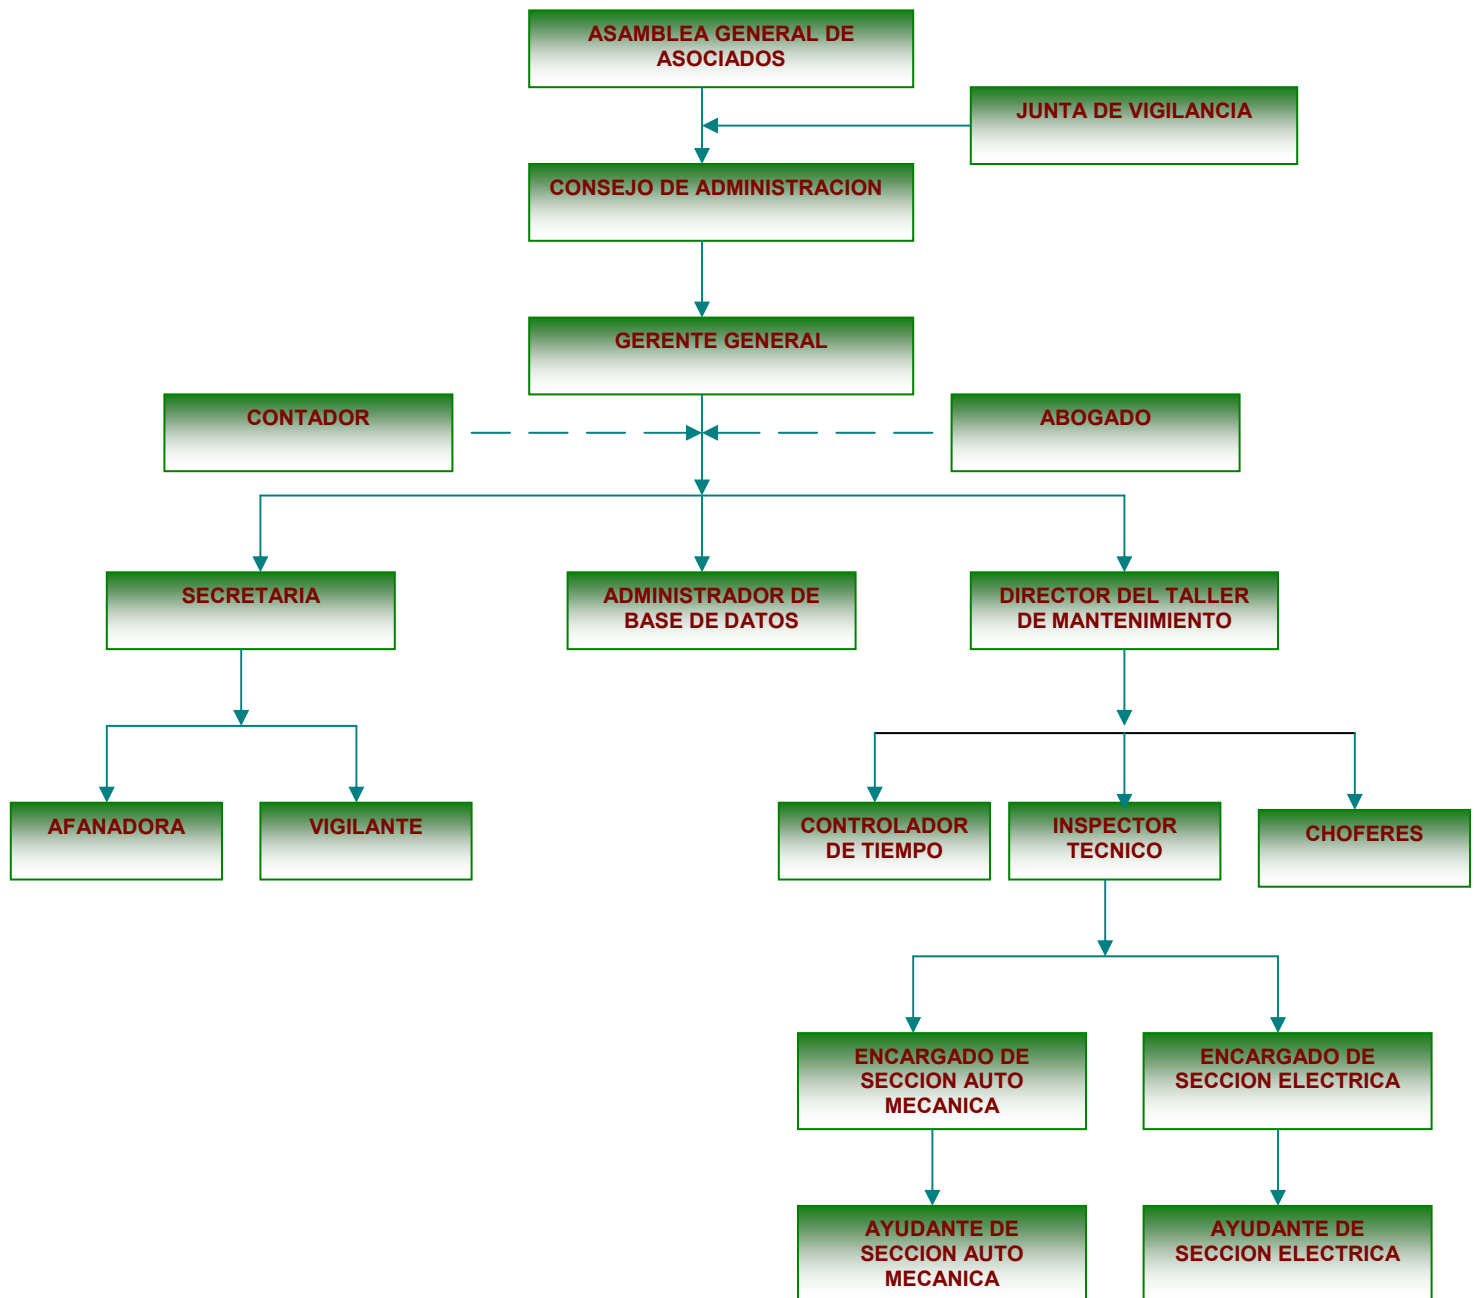 ASAMBLEA GENERAL DE
ASOCIADOS
JUNTA DE VIGILANCIA
CONSEJO DE ADMINISTRACION
GERENTE GENERAL
CONTADOR
ABOGADO
SECRETARIA
ADMINISTRADOR DE
BASE DE DATOS
DIRECTOR DEL TALLER
DE MANTENIMIENTO
AFANADORA
VIGILANTE
CONTROLADOR
DE TIEMPO
INSPECTOR
TECNICO
CHOFERES
ENCARGADO DE
SECCION AUTO
MECANICA
ENCARGADO DE
SECCION ELECTRICA
AYUDANTE DE
SECCION AUTO
MECANICA
AYUDANTE DE
SECCION ELECTRICA